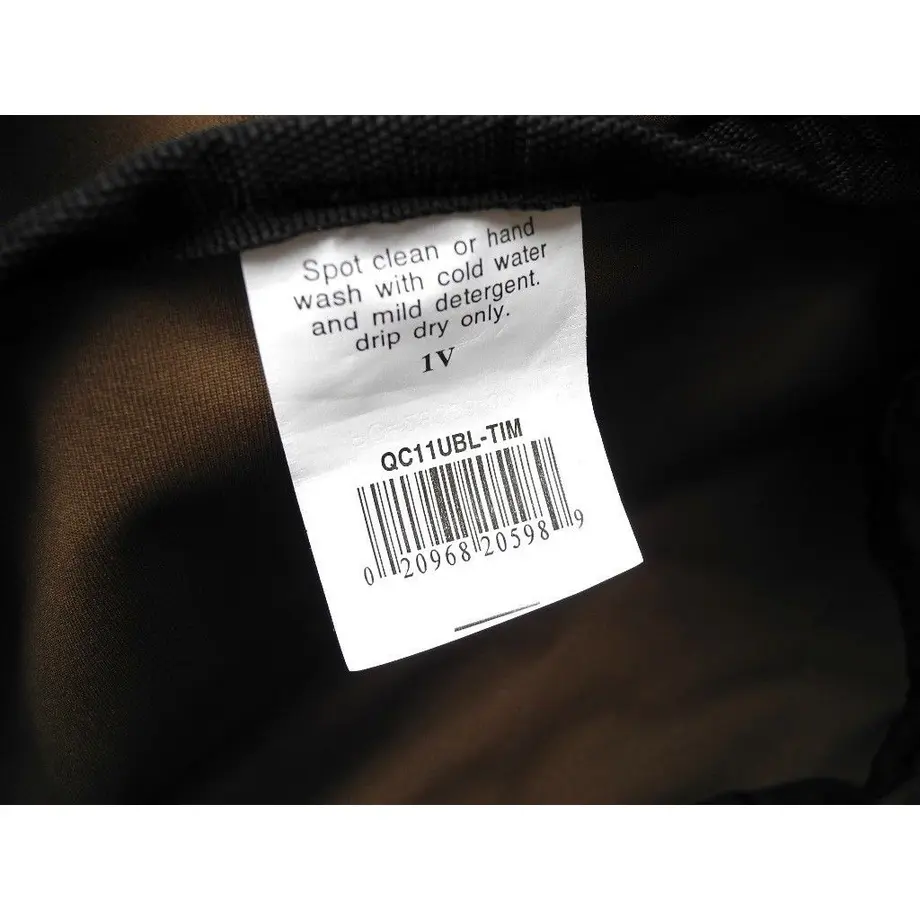 Spot clean or hand
wash with cold water
and mild detergent.
drip dry only.
1V
QC11UBL-TIM
0 20968 20598 9